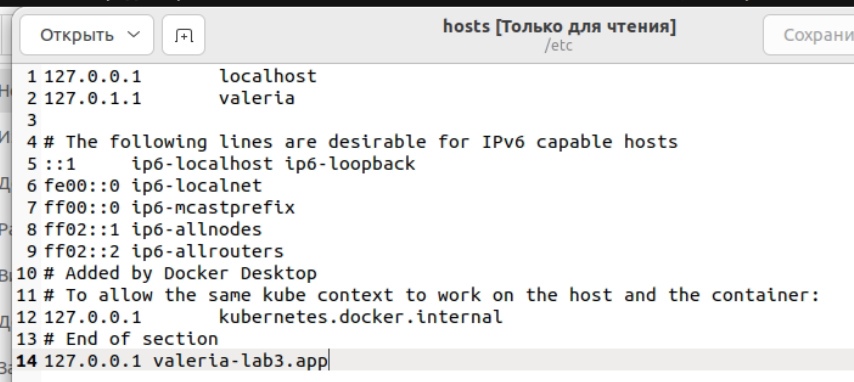 Открыть
hosts [Только для чтения]
/etc
Сохрани
1 127.0.0.1       localhost
2 127.0.1.1       valeria
3
4 # The following lines are desirable for IPv6 capable hosts
5 ::1     ip6-localhost ip6-loopback
6 fe00::0 ip6-localnet
7 ff00::0 ip6-mcastprefix
8 ff02::1 ip6-allnodes
9 ff02::2 ip6-allrouters
10 # Added by Docker Desktop
11 # To allow the same kube context to work on the host and the container:
12 127.0.0.1       kubernetes.docker.internal
13 # End of section
14 127.0.0.1 valeria-lab3.app